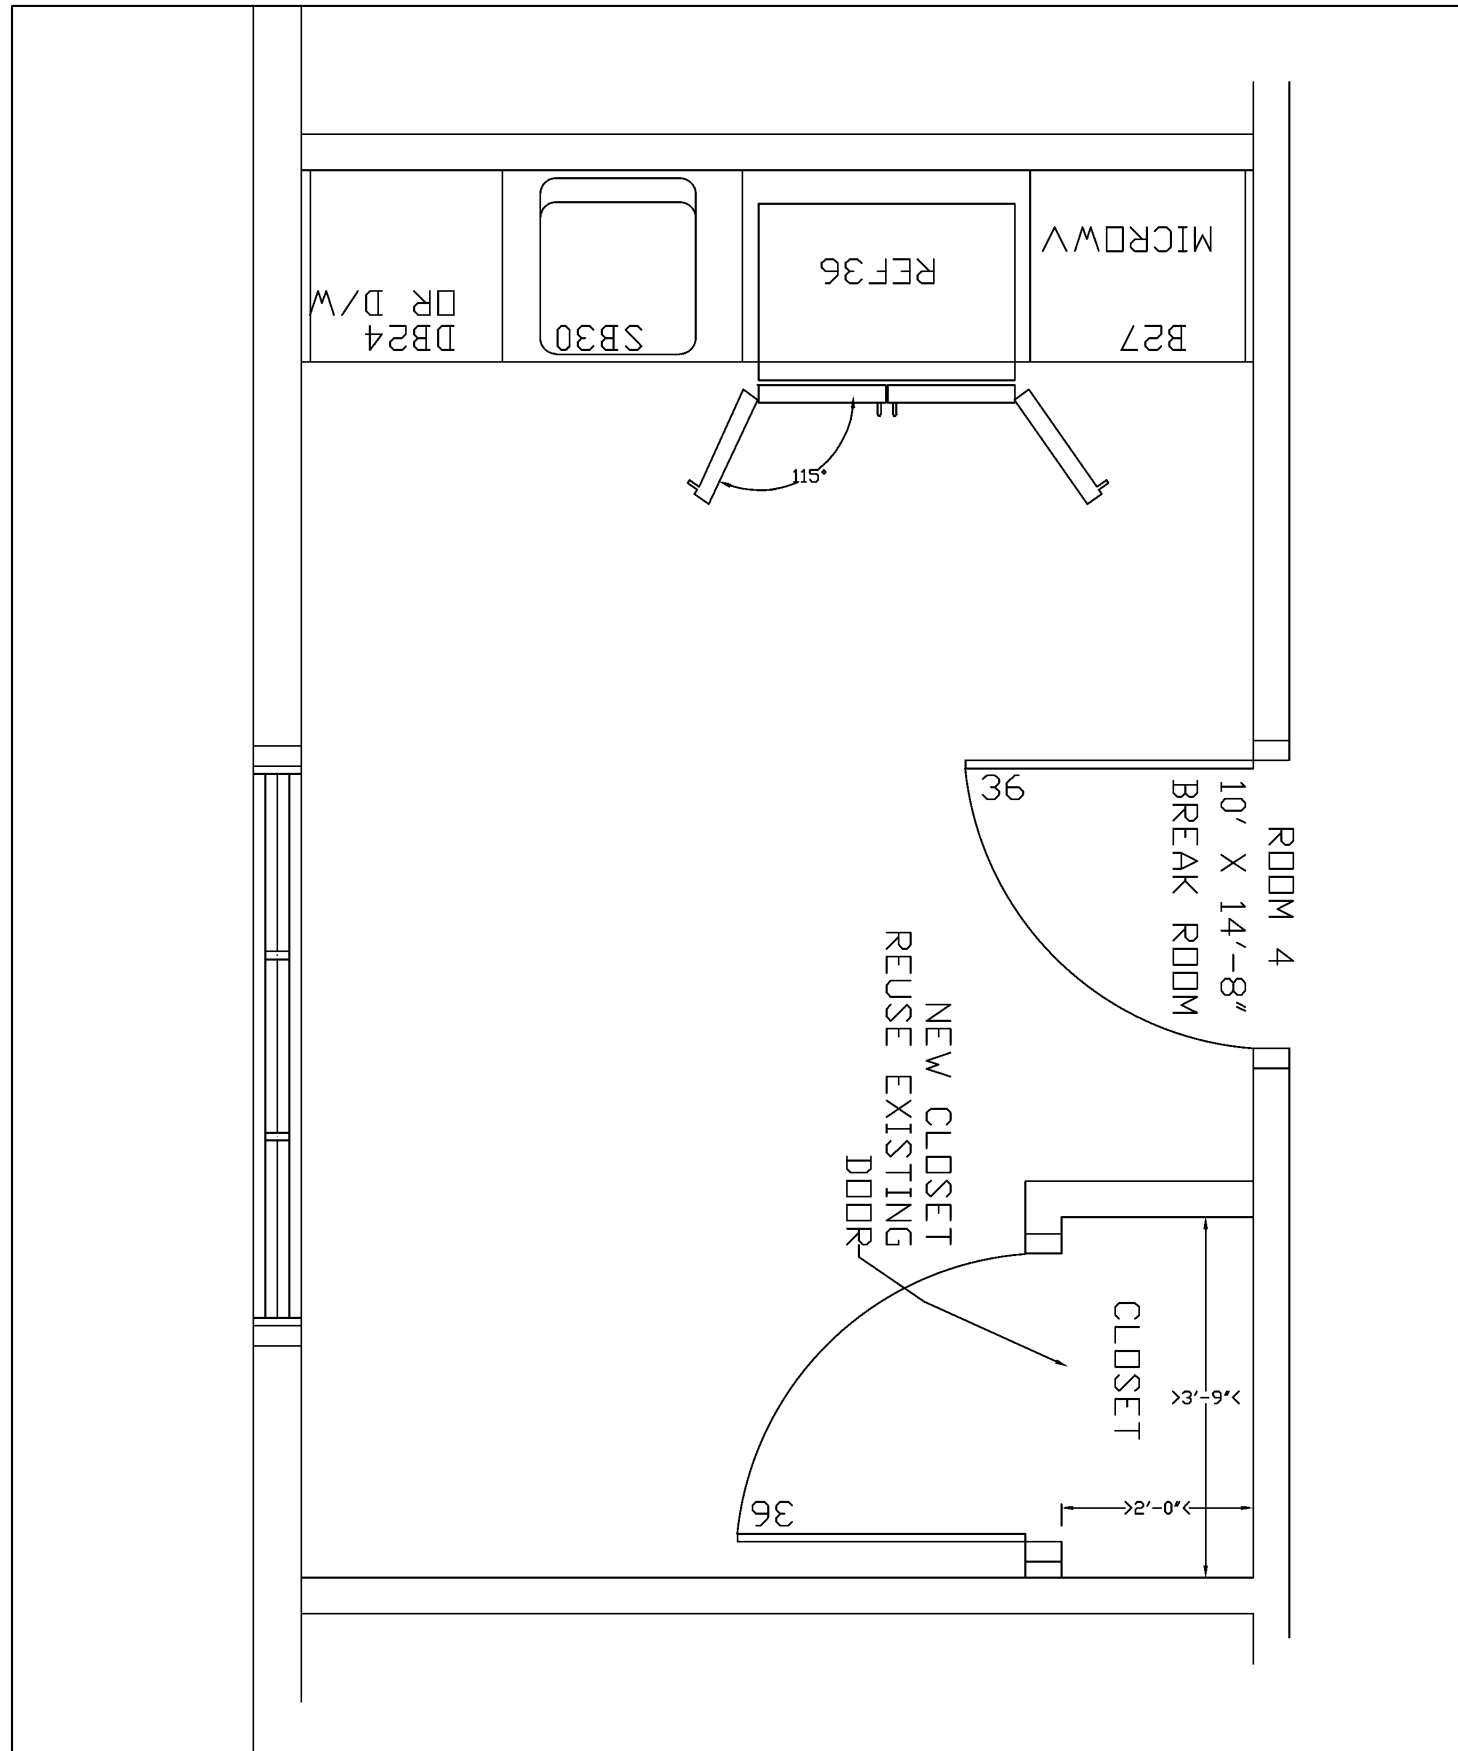 MICROWV
B27
REF36
SB30
DB24
OR D/W
115°
36
ROOM 4
10' X 14'-8"
BREAK ROOM
NEW CLOSET
REUSE EXISTING
DOOR
CLOSET
>3'-9"<
>2'-0"<
36